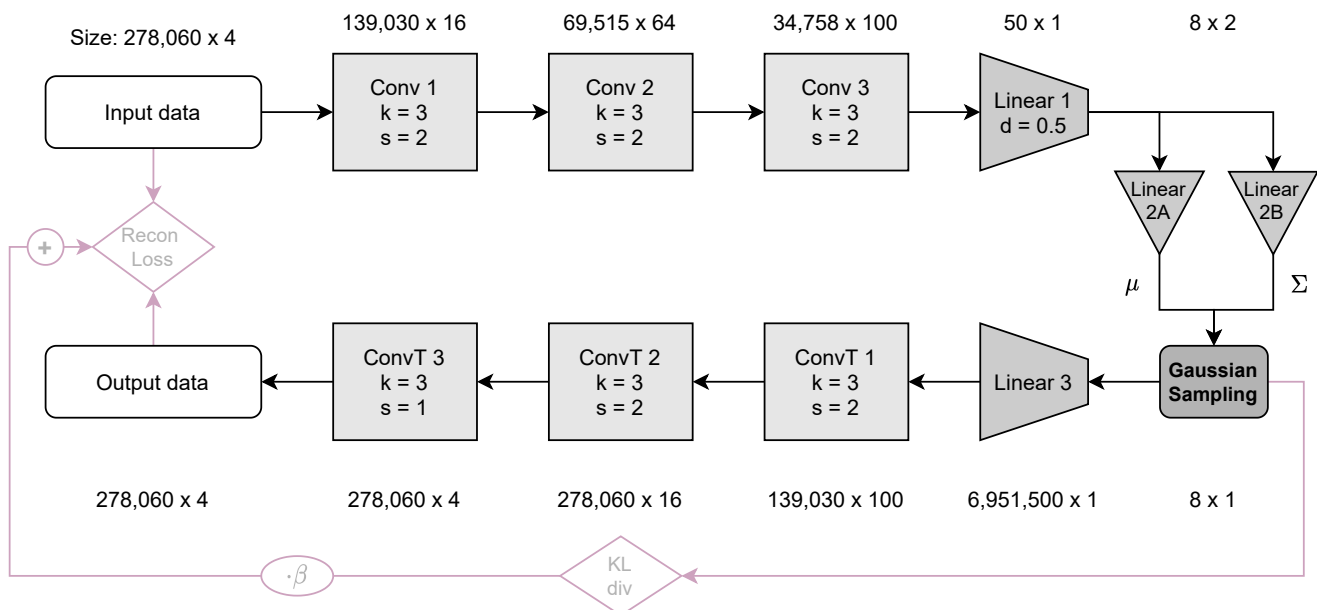 Size: 278,060 x 4
139,030 x 16
69,515 x 64
34,758 x 100
50 x 1
8 x 2
Input data
Conv 1
k = 3
s = 2
Conv 2
k = 3
s = 2
Conv 3
k = 3
s = 2
Linear 1
d = 0.5
Linear
2A
Linear
2B
Recon
Loss
+
μ
Σ
Output data
ConvT 3
k = 3
s = 1
ConvT 2
k = 3
s = 2
ConvT 1
k = 3
s = 2
Linear 3
Gaussian
Sampling
278,060 x 4
278,060 x 4
278,060 x 16
139,030 x 100
6,951,500 x 1
8 x 1
·β
KL
div